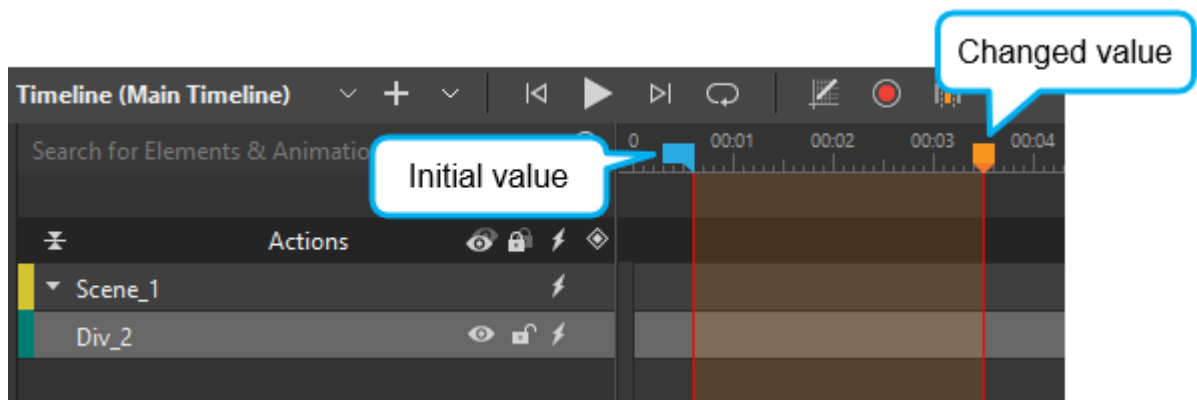 Changed value
Timeline (Main Timeline)
Search for Elements & Animatio
0 00:01 00:02 00:03 00:04
Initial value
Actions
Scene_1
Div_2